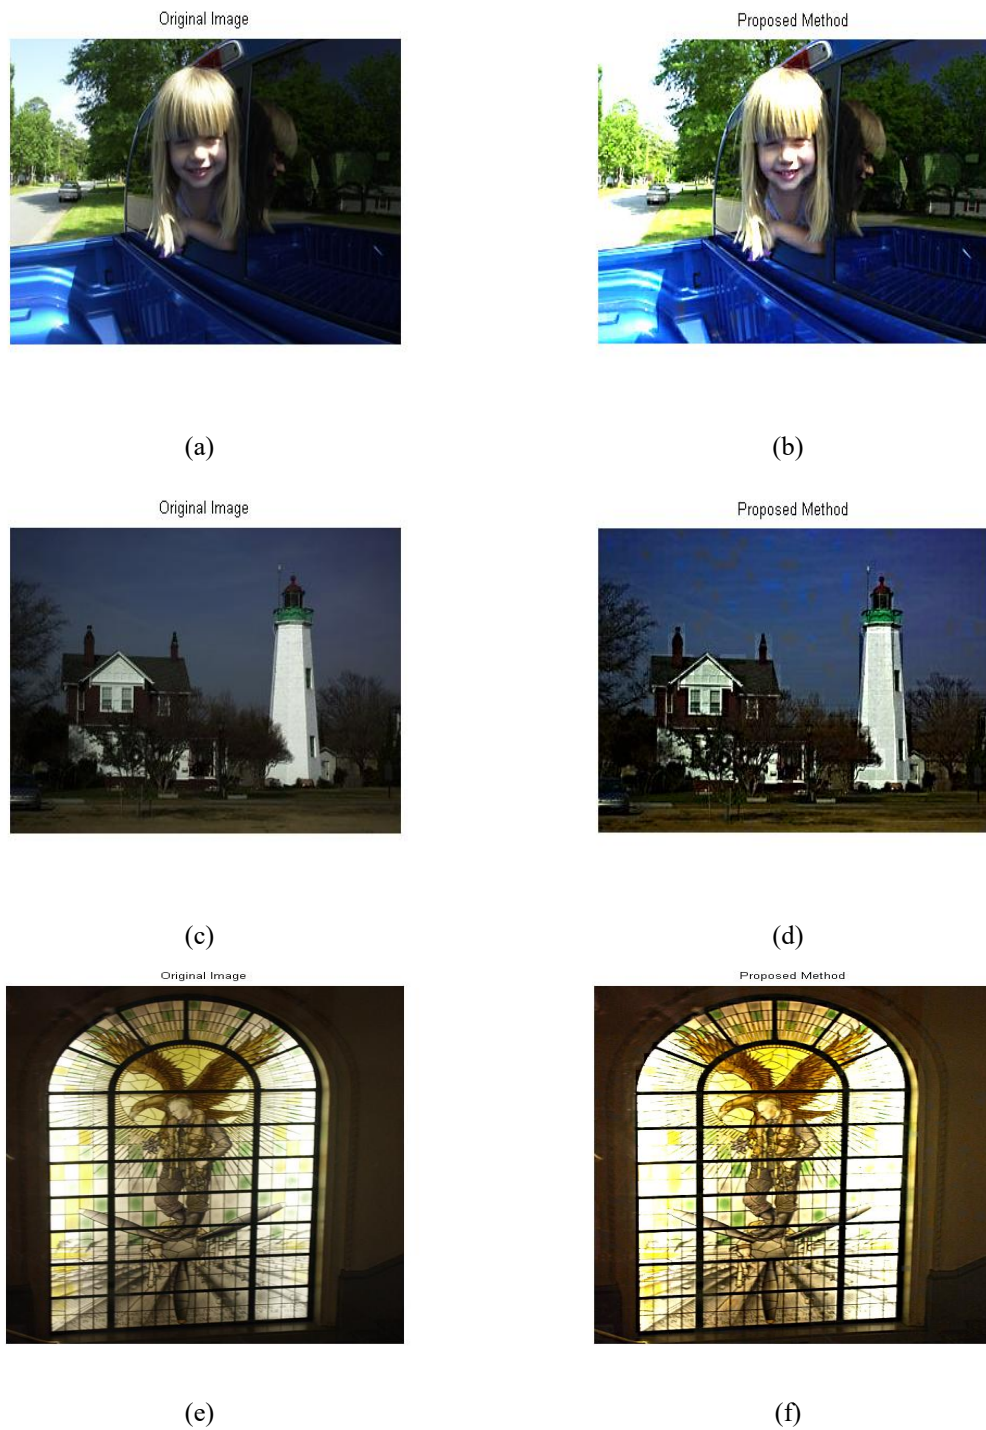 Original Image
Proposed Method
(a)
(b)
Original Image
Proposed Method
(c)
(d)
Original Image
Proposed Method
(e)
(f)